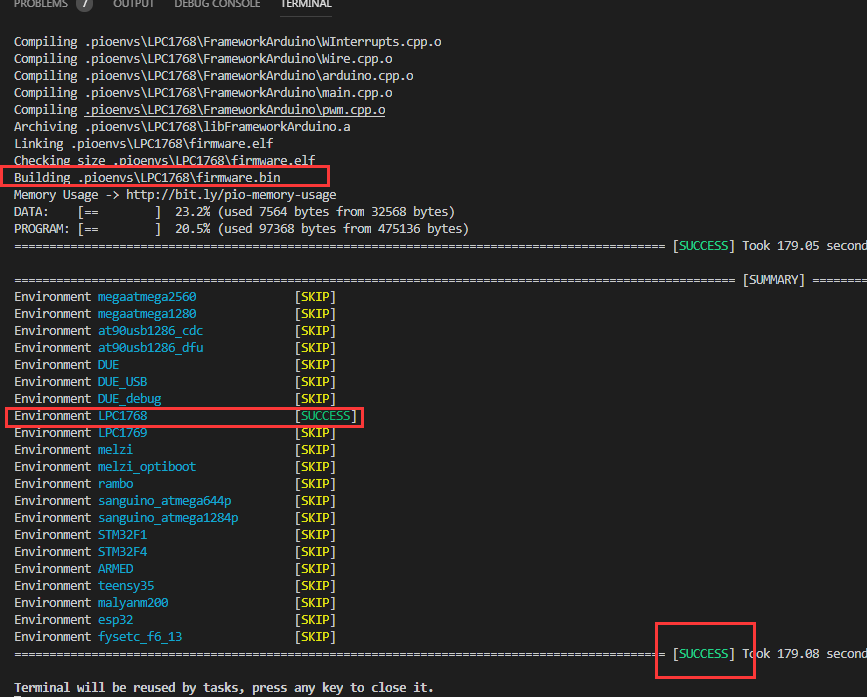 PROBLEMS 7 OUTPUT DEBUG CONSOLE TERMINAL
Compiling .pioenvs\LPC1768\FrameworkArduino\WInterrupts.cpp.o
Compiling .pioenvs\LPC1768\FrameworkArduino\Wire.cpp.o
Compiling .pioenvs\LPC1768\FrameworkArduino\arduino.cpp.o
Compiling .pioenvs\LPC1768\FrameworkArduino\main.cpp.o
Compiling .pioenvs\LPC1768\FrameworkArduino\pwm.cpp.o
Archiving .pioenvs\LPC1768\libFrameworkArduino.a
Linking .pioenvs\LPC1768\firmware.elf
Checking size .pioenvs\LPC1768\firmware.elf
Building .pioenvs\LPC1768\firmware.bin
Memory Usage -> http://bit.ly/pio-memory-usage
DATA:    [==        ]  23.2% (used 7564 bytes from 32568 bytes)
PROGRAM: [==        ]  20.5% (used 97368 bytes from 475136 bytes)
============================================================================================= [SUCCESS] Took 179.05 second
======================================================================================================= [SUMMARY] ========
Environment megaatmega2560              [SKIP]
Environment megaatmega1280              [SKIP]
Environment at90usb1286_cdc             [SKIP]
Environment at90usb1286_dfu             [SKIP]
Environment DUE                         [SKIP]
Environment DUE_USB                     [SKIP]
Environment DUE_debug                   [SKIP]
Environment LPC1768                     [SUCCESS]
Environment LPC1769                     [SKIP]
Environment melzi                       [SKIP]
Environment melzi_optiboot              [SKIP]
Environment rambo                       [SKIP]
Environment sanguino_atmega644p         [SKIP]
Environment sanguino_atmega1284p        [SKIP]
Environment STM32F1                     [SKIP]
Environment STM32F4                     [SKIP]
Environment ARMED                       [SKIP]
Environment teensy35                    [SKIP]
Environment malyanm200                  [SKIP]
Environment esp32                       [SKIP]
Environment fysetc_f6_13                [SKIP]
============================================================================================= [SUCCESS] Took 179.08 second
Terminal will be reused by tasks, press any key to close it.